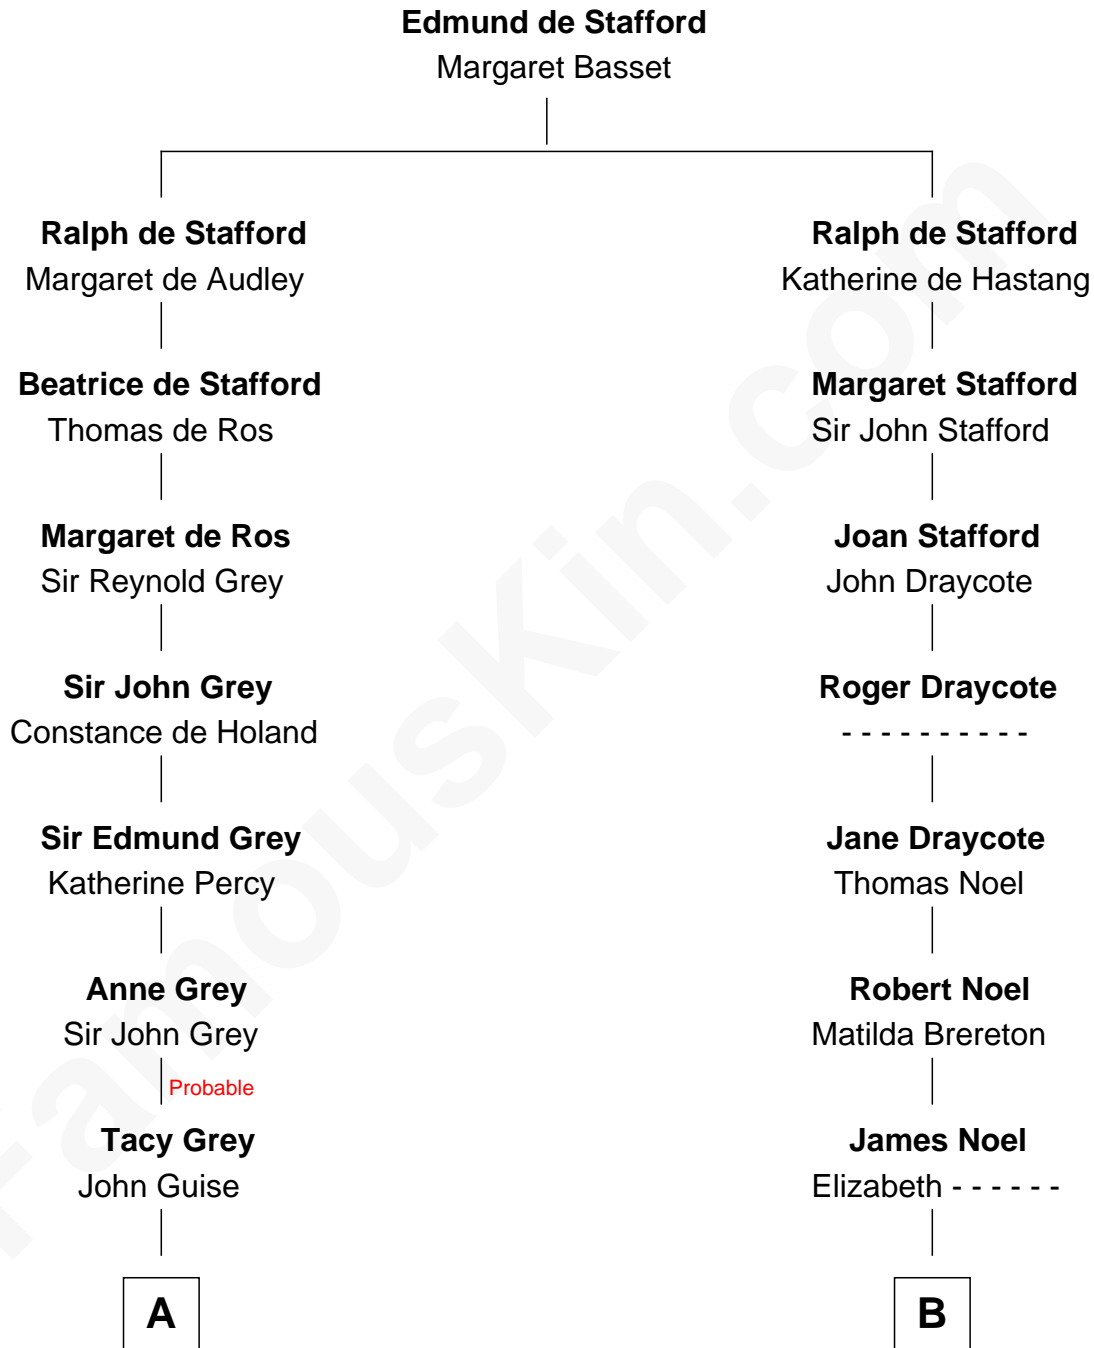 Edmund de Stafford
Margaret Basset
Ralph de Stafford
Margaret de Audley
Ralph de Stafford
Katherine de Hastang
Beatrice de Stafford
Thomas de Ros
Margaret Stafford
Sir John Stafford
Margaret de Ros
Sir Reynold Grey
Joan Stafford
John Draycote
Sir John Grey
Constance de Holand
Roger Draycote
- - - - - - - - - -
Sir Edmund Grey
Katherine Percy
Jane Draycote
Thomas Noel
Anne Grey
Sir John Grey
Robert Noel
Matilda Brereton
Probable
Tacy Grey
John Guise
James Noel
Elizabeth - - - - - -
A
B
FamousKin.com